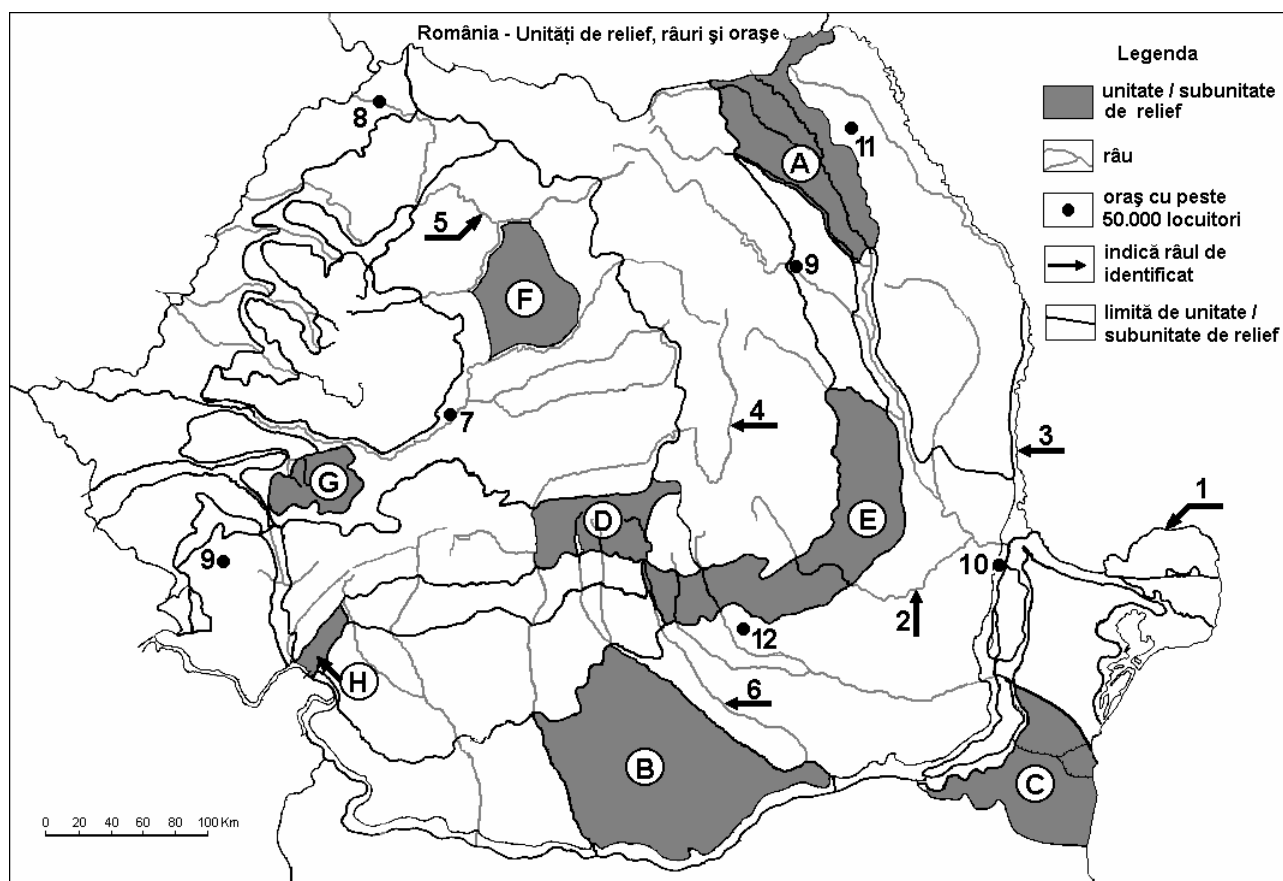 România - Unităţi de relief, râuri şi oraşe
Legenda
unitate / subunitate
de relief
râu
oraş cu peste
50.000 locuitori
indică râul de
identificat
limită de unitate /
subunitate de relief
8
11
A
5
9
F
7
4
3
G
D
E
1
9
10
2
12
H
6
B
C
0 20 40 60 80 100 Km